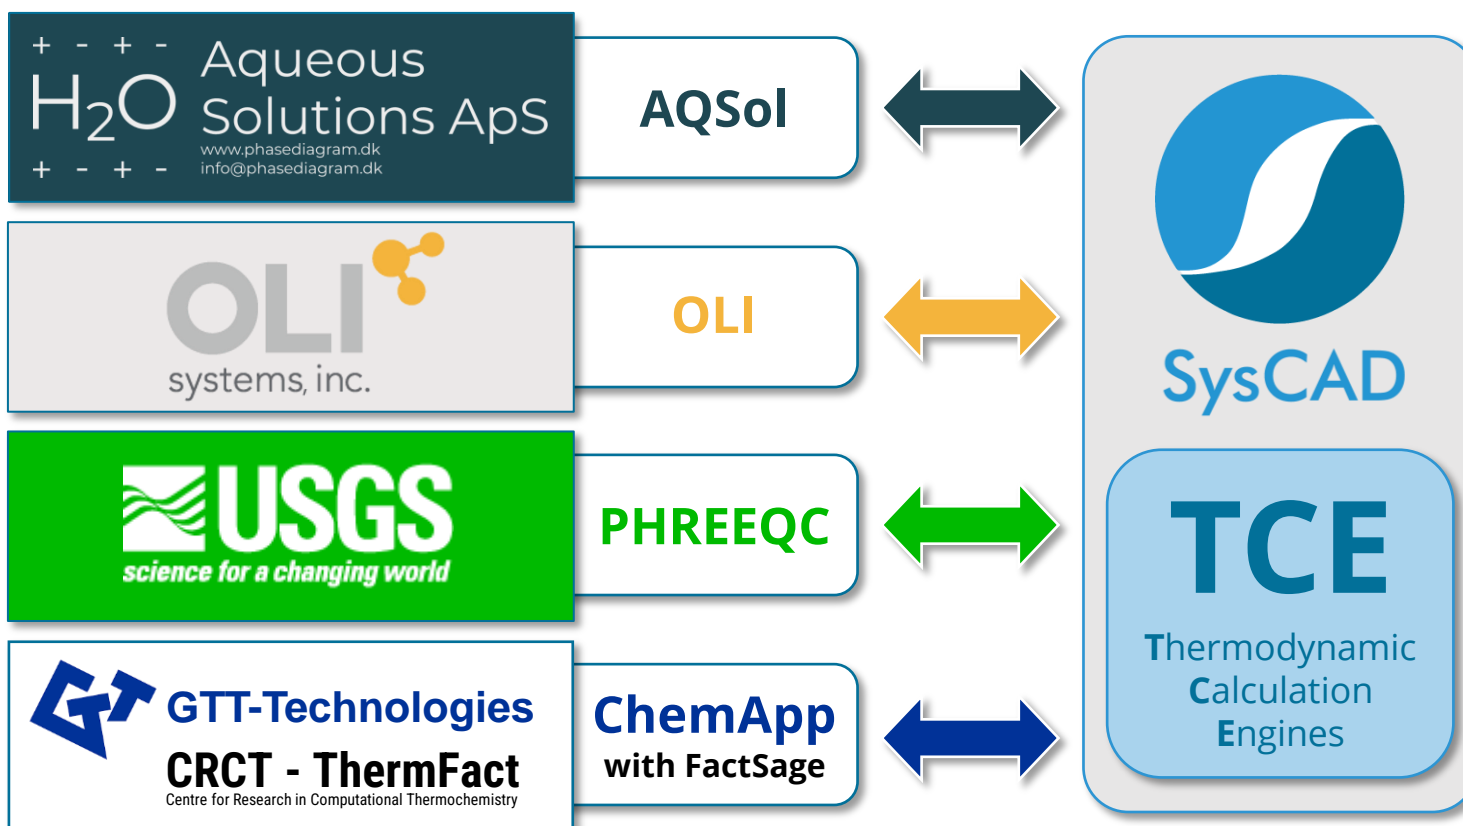 + - + -
H₂O
+ - + -
Aqueous
Solutions ApS
www.phasediagram.dk
info@phasediagram.dk
AQSol
OLI
systems, inc.
OLI
USGS
science for a changing world
PHREEQC
GTT
GTT-Technologies
CRCT - ThermFact
Centre for Research in Computational Thermochemistry
ChemApp
with FactSage
SysCAD
TCE
Thermodynamic
Calculation
Engines